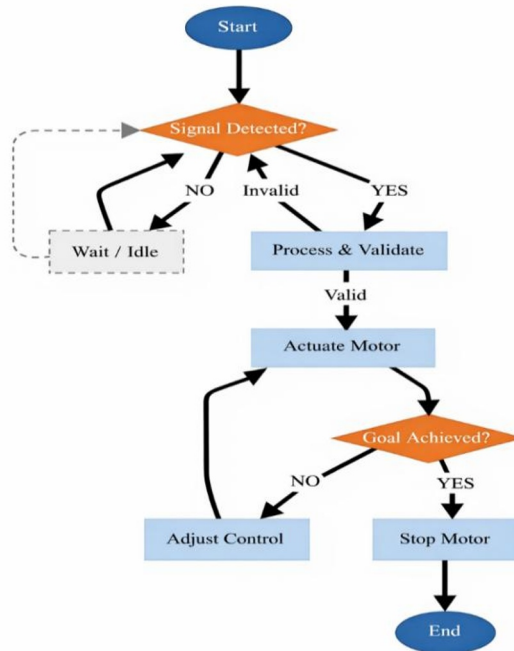 Start
Signal Detected?
NO
Invalid
YES
Wait / Idle
Process & Validate
Valid
Actuate Motor
Goal Achieved?
NO
YES
Adjust Control
Stop Motor
End